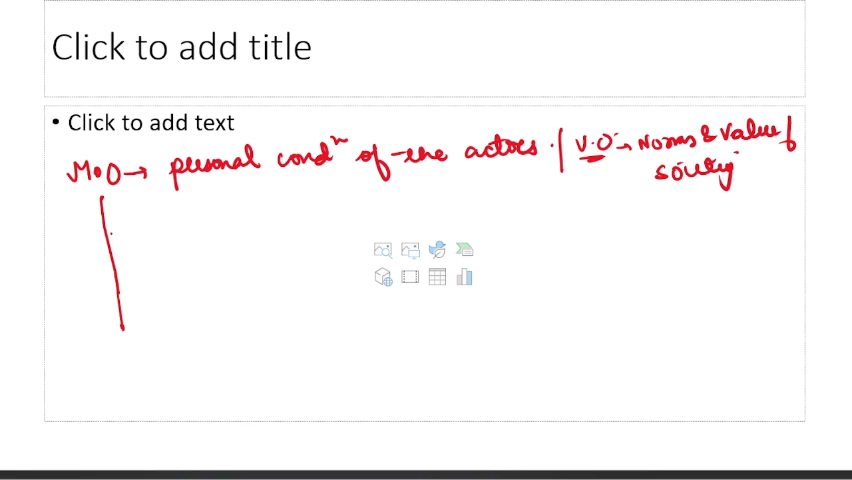 Click to add title
• Click to add text
M.O → personal condn of the actors. | V.O → Norms & Value of
society